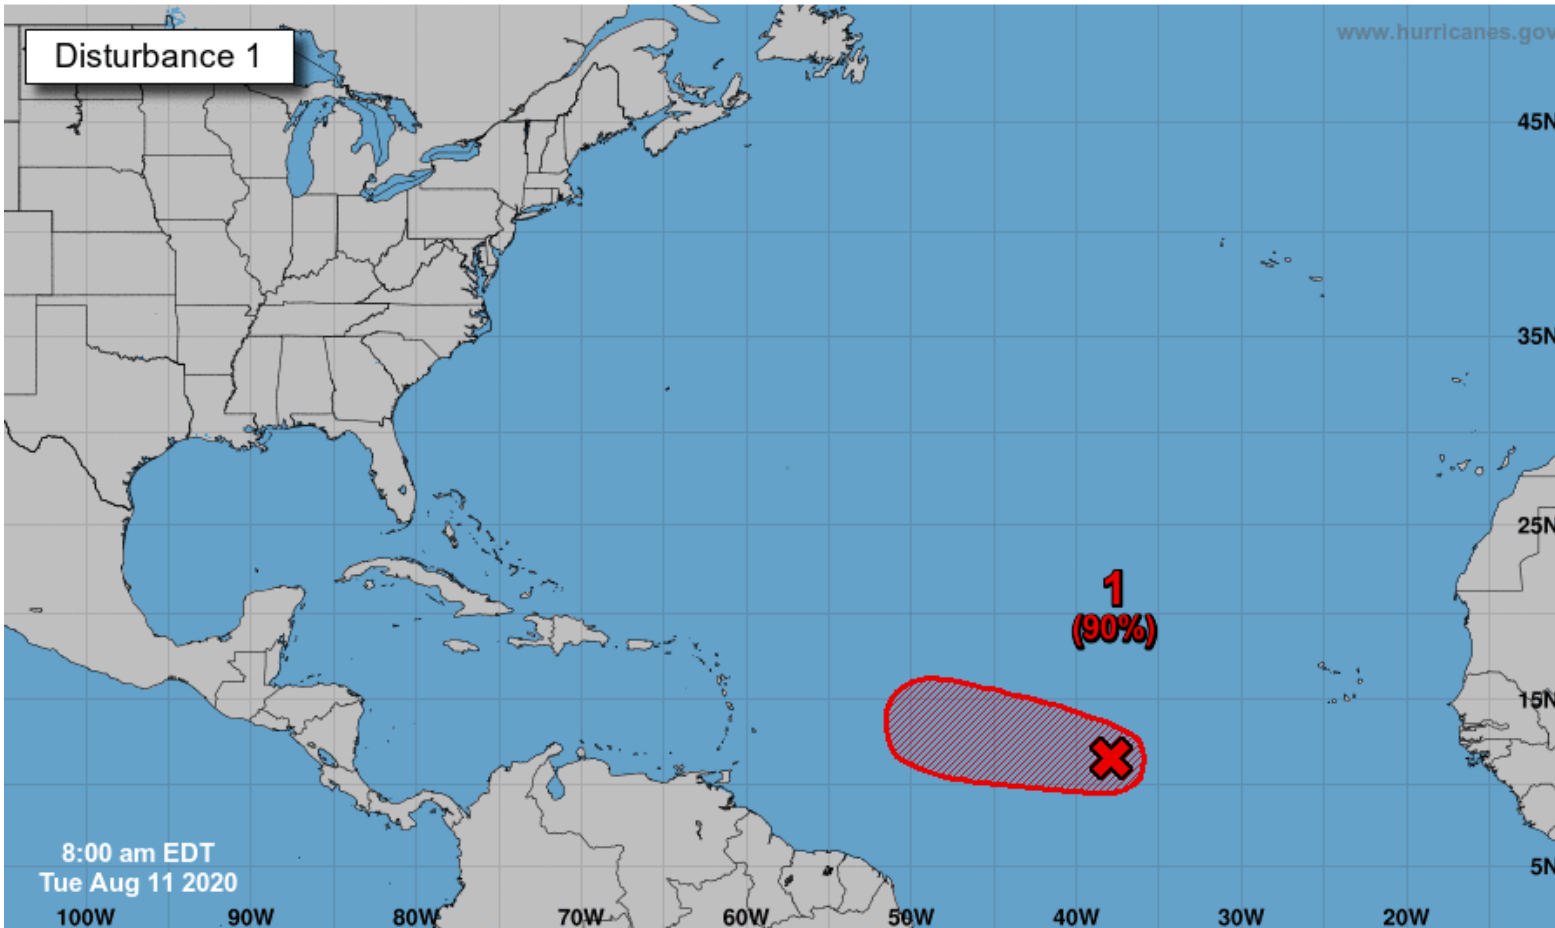 Disturbance 1
www.hurricanes.gov
45N
35N
25N
1
(90%)
15N
5N
8:00 am EDT
Tue Aug 11 2020
100W 90W 80W 70W 60W 50W 40W 30W 20W